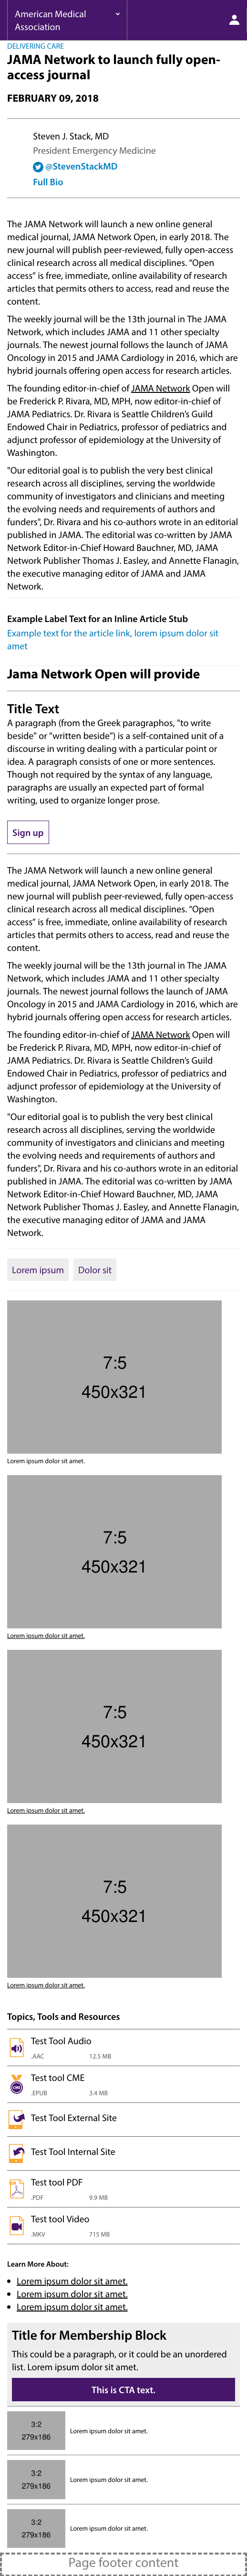 American Medical
Association
DELIVERING CARE
JAMA Network to launch fully open-
access journal
FEBRUARY 09, 2018
Steven J. Stack, MD
President Emergency Medicine
@StevenStackMD
Full Bio
The JAMA Network will launch a new online general
medical journal, JAMA Network Open, in early 2018. The
new journal will publish peer-reviewed, fully open-access
clinical research across all medical disciplines. “Open
access” is free, immediate, online availability of research
articles that permits others to access, read and reuse the
content.
The weekly journal will be the 13th journal in The JAMA
Network, which includes JAMA and 11 other specialty
journals. The newest journal follows the launch of JAMA
Oncology in 2015 and JAMA Cardiology in 2016, which are
hybrid journals offering open access for research articles.
The founding editor-in-chief of JAMA Network Open will
be Frederick P. Rivara, MD, MPH, now editor-in-chief of
JAMA Pediatrics. Dr. Rivara is Seattle Children’s Guild
Endowed Chair in Pediatrics, professor of pediatrics and
adjunct professor of epidemiology at the University of
Washington.
"Our editorial goal is to publish the very best clinical
research across all disciplines, serving the worldwide
community of investigators and clinicians and meeting
the evolving needs and requirements of authors and
funders”, Dr. Rivara and his co-authors wrote in an editorial
published in JAMA. The editorial was co-written by JAMA
Network Editor-in-Chief Howard Bauchner, MD, JAMA
Network Publisher Thomas J. Easley, and Annette Flanagin,
the executive managing editor of JAMA and JAMA
Network.
Example Label Text for an Inline Article Stub
Example text for the article link, lorem ipsum dolor sit
amet
Jama Network Open will provide
Title Text
A paragraph (from the Greek paragraphos, "to write
beside" or "written beside") is a self-contained unit of a
discourse in writing dealing with a particular point or
idea. A paragraph consists of one or more sentences.
Though not required by the syntax of any language,
paragraphs are usually an expected part of formal
writing, used to organize longer prose.
Sign up
The JAMA Network will launch a new online general
medical journal, JAMA Network Open, in early 2018. The
new journal will publish peer-reviewed, fully open-access
clinical research across all medical disciplines. “Open
access” is free, immediate, online availability of research
articles that permits others to access, read and reuse the
content.
The weekly journal will be the 13th journal in The JAMA
Network, which includes JAMA and 11 other specialty
journals. The newest journal follows the launch of JAMA
Oncology in 2015 and JAMA Cardiology in 2016, which are
hybrid journals offering open access for research articles.
The founding editor-in-chief of JAMA Network Open will
be Frederick P. Rivara, MD, MPH, now editor-in-chief of
JAMA Pediatrics. Dr. Rivara is Seattle Children’s Guild
Endowed Chair in Pediatrics, professor of pediatrics and
adjunct professor of epidemiology at the University of
Washington.
"Our editorial goal is to publish the very best clinical
research across all disciplines, serving the worldwide
community of investigators and clinicians and meeting
the evolving needs and requirements of authors and
funders”, Dr. Rivara and his co-authors wrote in an editorial
published in JAMA. The editorial was co-written by JAMA
Network Editor-in-Chief Howard Bauchner, MD, JAMA
Network Publisher Thomas J. Easley, and Annette Flanagin,
the executive managing editor of JAMA and JAMA
Network.
Lorem ipsum Dolor sit
7:5
450x321
Lorem ipsum dolor sit amet.
7:5
450x321
Lorem ipsum dolor sit amet.
7:5
450x321
Lorem ipsum dolor sit amet.
7:5
450x321
Lorem ipsum dolor sit amet.
Topics, Tools and Resources
Test Tool Audio
.AAC 12.5 MB
Test tool CME
.EPUB 3.4 MB
Test Tool External Site
Test Tool Internal Site
Test tool PDF
.PDF 9.9 MB
Test tool Video
.MKV 715 MB
Learn More About:
Lorem ipsum dolor sit amet.
Lorem ipsum dolor sit amet.
Lorem ipsum dolor sit amet.
Title for Membership Block
This could be a paragraph, or it could be an unordered
list. Lorem ipsum dolor sit amet.
This is CTA text.
3:2
279x186
Lorem ipsum dolor sit amet.
3:2
279x186
Lorem ipsum dolor sit amet.
3:2
279x186
Lorem ipsum dolor sit amet.
Page footer content